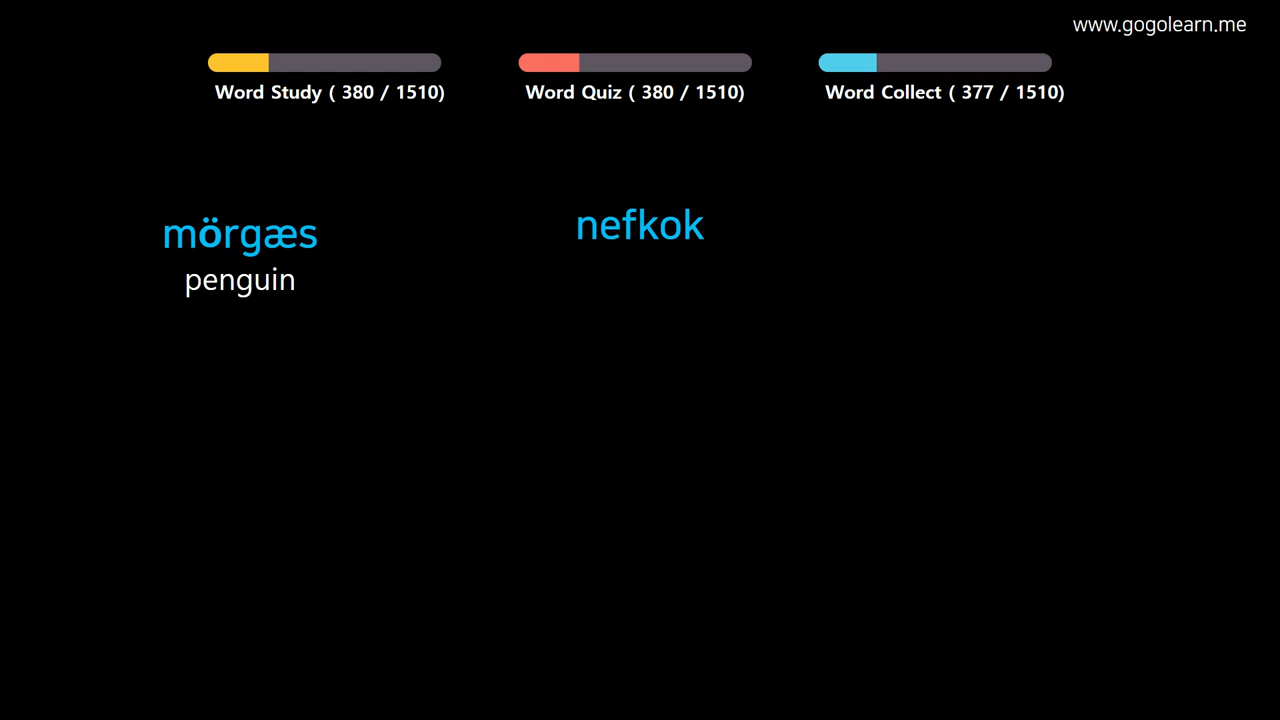 www.gogolearn.me
Word Study ( 380 / 1510)
Word Quiz ( 380 / 1510)
Word Collect ( 377 / 1510)
mörgæs
penguin
nefkok